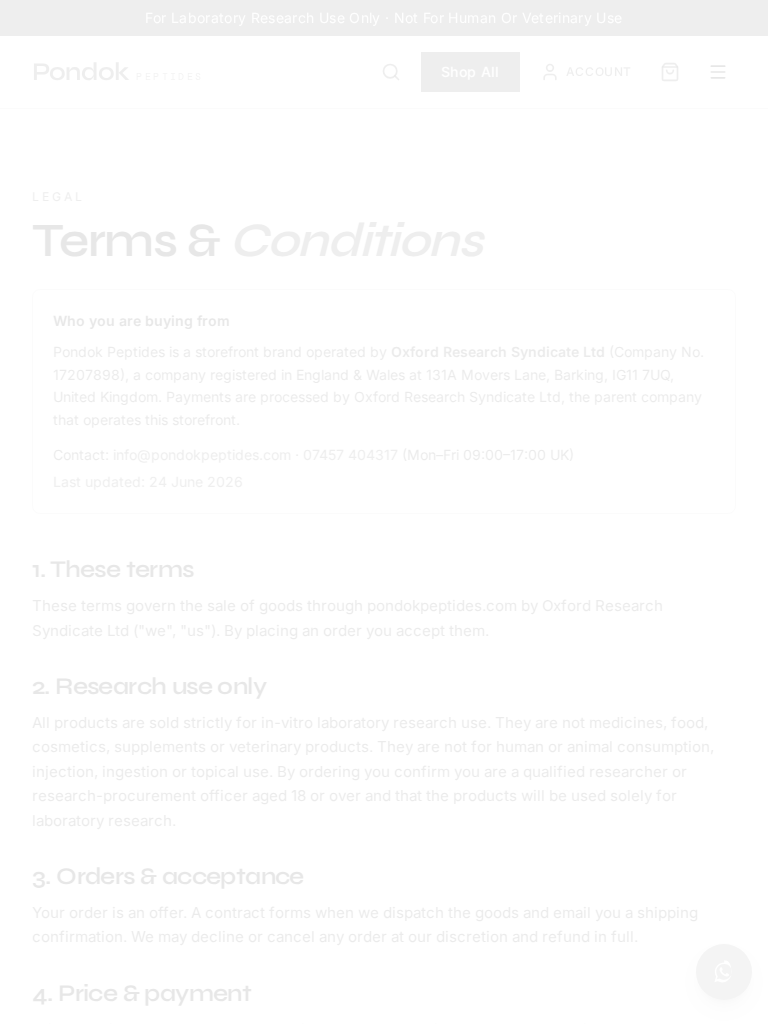 For Laboratory Research Use Only · Not For Human Or Veterinary Use
Pondok PEPTIDES
Shop All
ACCOUNT
LEGAL
Terms & Conditions
Who you are buying from
Pondok Peptides is a storefront brand operated by Oxford Research Syndicate Ltd (Company No.
17207898), a company registered in England & Wales at 131A Movers Lane, Barking, IG11 7UQ,
United Kingdom. Payments are processed by Oxford Research Syndicate Ltd, the parent company
that operates this storefront.
Contact: info@pondokpeptides.com · 07457 404317 (Mon–Fri 09:00–17:00 UK)
Last updated: 24 June 2026
1. These terms
These terms govern the sale of goods through pondokpeptides.com by Oxford Research
Syndicate Ltd ("we", "us"). By placing an order you accept them.
2. Research use only
All products are sold strictly for in-vitro laboratory research use. They are not medicines, food,
cosmetics, supplements or veterinary products. They are not for human or animal consumption,
injection, ingestion or topical use. By ordering you confirm you are a qualified researcher or
research-procurement officer aged 18 or over and that the products will be used solely for
laboratory research.
3. Orders & acceptance
Your order is an offer. A contract forms when we dispatch the goods and email you a shipping
confirmation. We may decline or cancel any order at our discretion and refund in full.
4. Price & payment